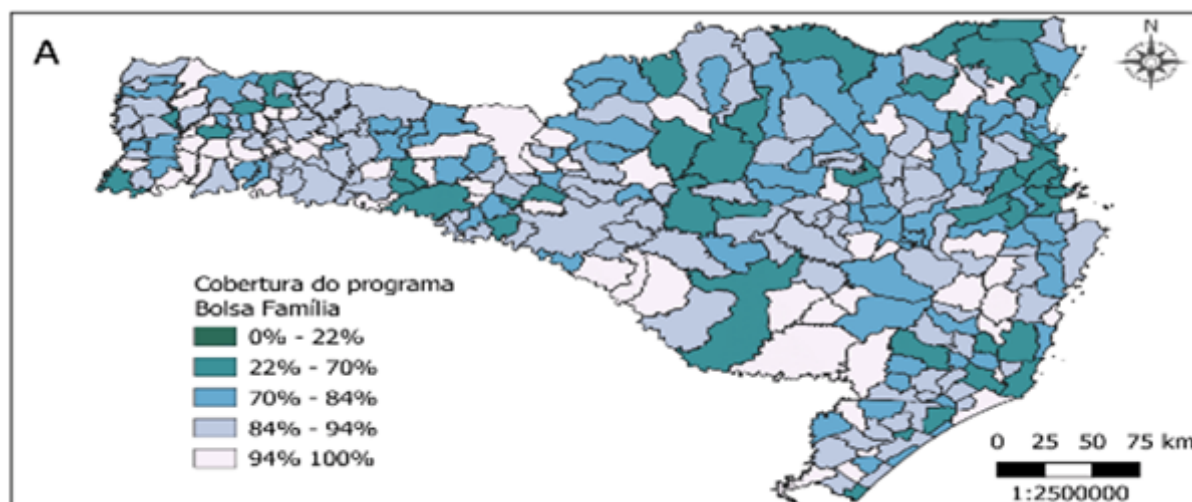 A
N
Cobertura do programa
Bolsa Família
0% - 22%
22% - 70%
70% - 84%
84% - 94%
94% 100%
0 25 50 75 km
1:2500000